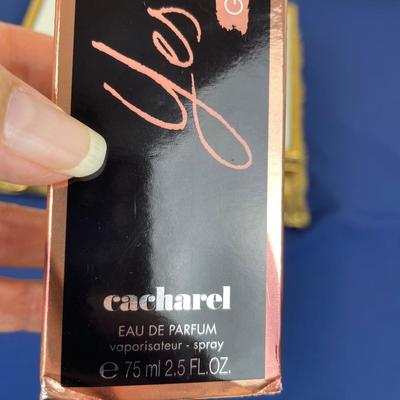 Yes
G
cacharel
EAU DE PARFUM
vaporisateur - spray
e 75 ml 2.5 FL.OZ.